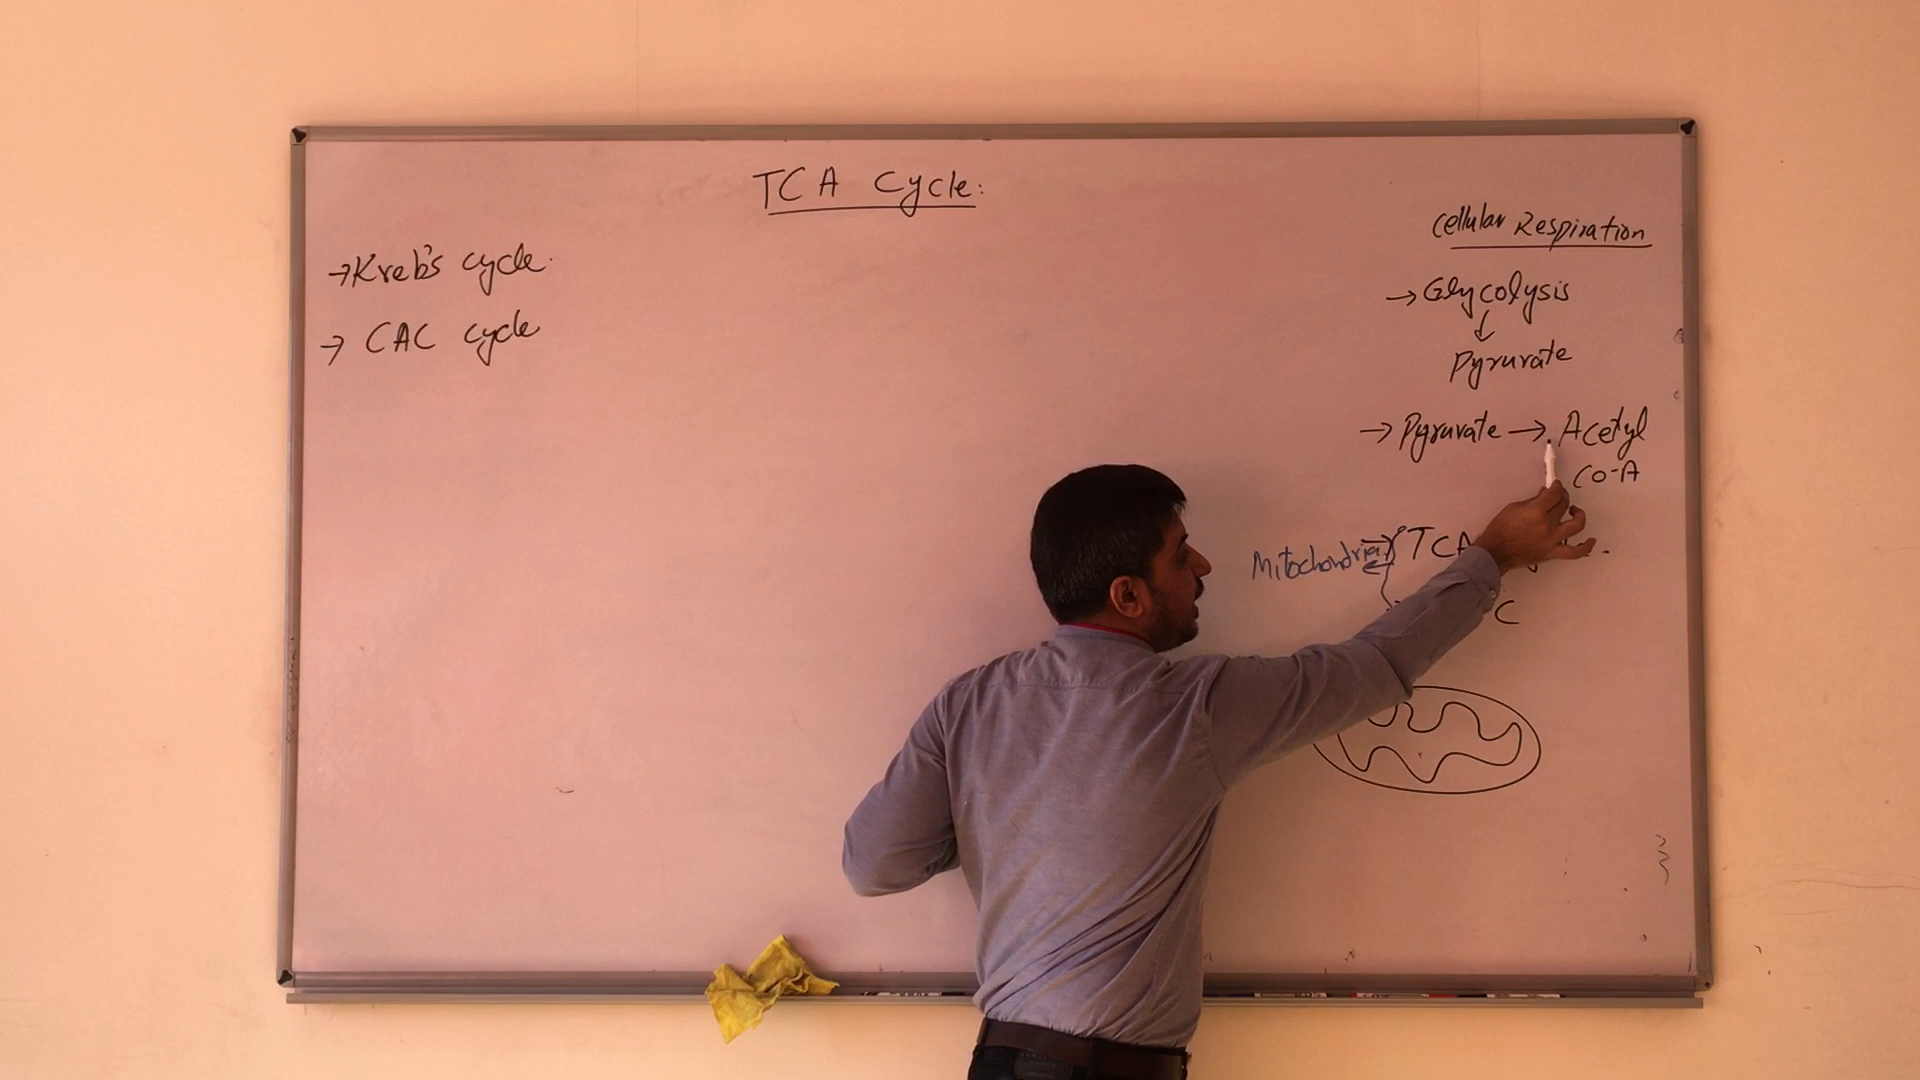 TCA Cycle:
→Kreb's cycle.
→ CAC cycle
Cellular Respiration
→ Glycolysis
↓
Pyruvate
→ Pyruvate → Acetyl
CO-A
Mitochondria
→ TCA
C